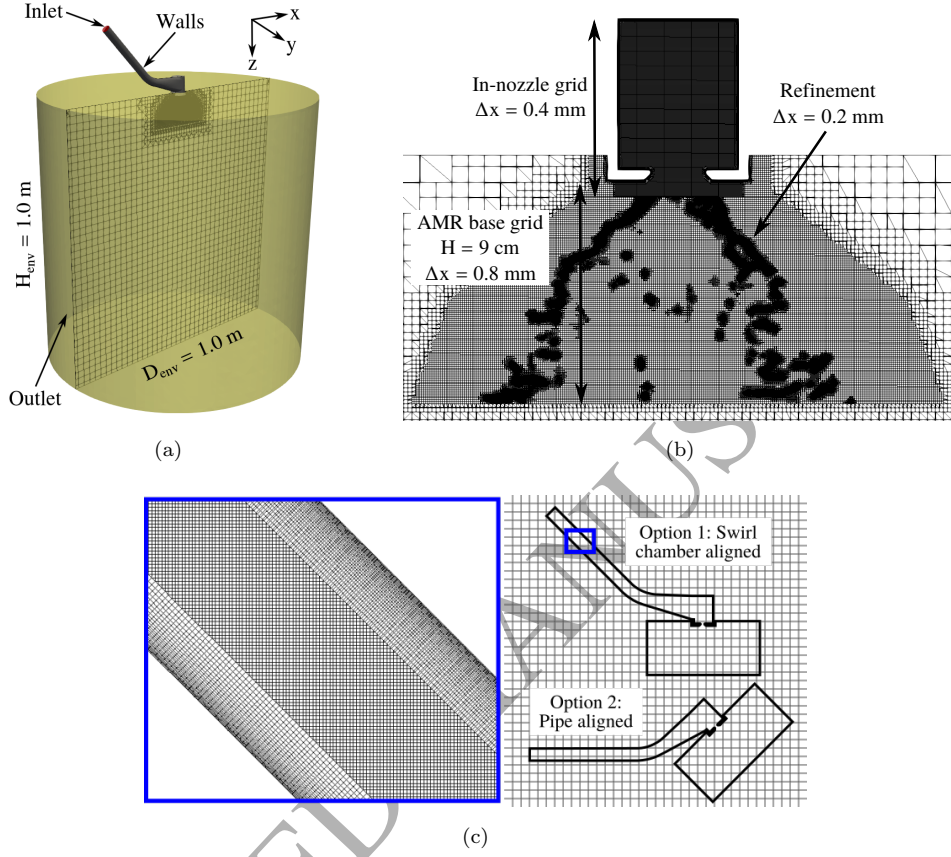 Inlet
Walls
x
y
z
H_env = 1.0 m
D_env = 1.0 m
Outlet
(a)
In-nozzle grid
Δx = 0.4 mm
Refinement
Δx = 0.2 mm
AMR base grid
H = 9 cm
Δx = 0.8 mm
(b)
Option 1: Swirl
chamber aligned
Option 2:
Pipe aligned
(c)